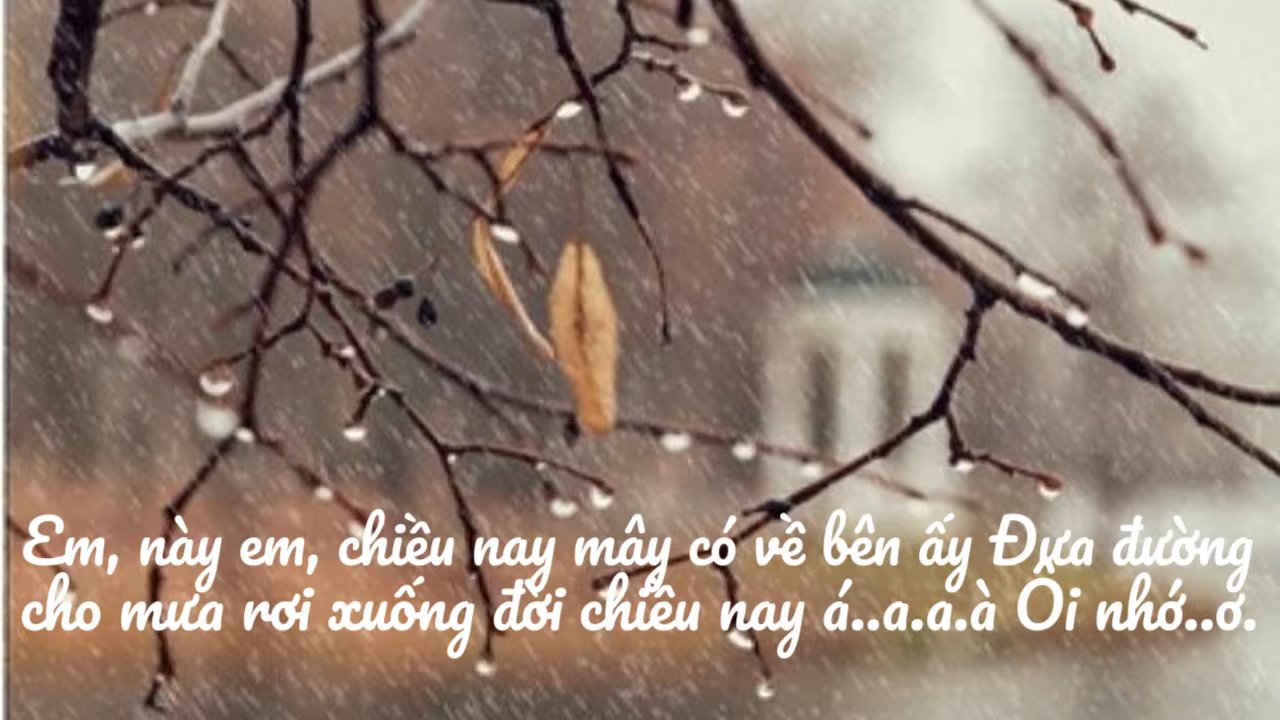 Em, này em, chiều nay mây có về bên ấy Đưa đường
cho mưa rơi xuống đời chiều nay á..a.a.à Ôi nhớ..ơ.